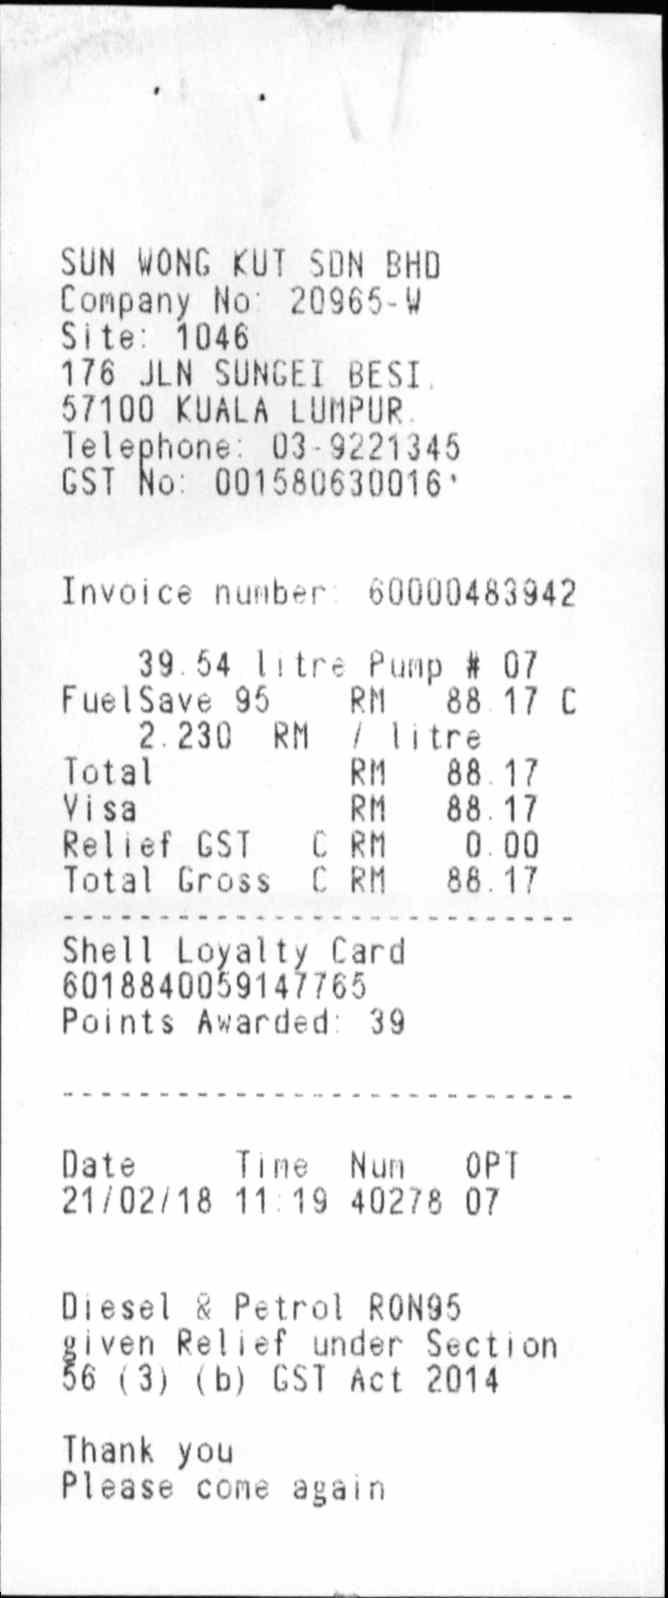 SUN WONG KUT SDN BHD
Company No: 20965-W
Site: 1046
176 JLN SUNGEI BESI.
57100 KUALA LUMPUR.
Telephone: 03-9221345
GST No: 001580630016
Invoice number: 60000483942
39.54 litre Pump # 07
FuelSave 95 RM 88.17 C
2.230 RM / litre
Total RM 88.17
Visa RM 88.17
Relief GST C RM 0.00
Total Gross C RM 88.17
----------------------------
Shell Loyalty Card
6018840059147765
Points Awarded: 39
----------------------------
Date Time Num OPT
21/02/18 11:19 40278 07
Diesel & Petrol RON95
given Relief under Section
56 (3) (b) GST Act 2014
Thank you
Please come again